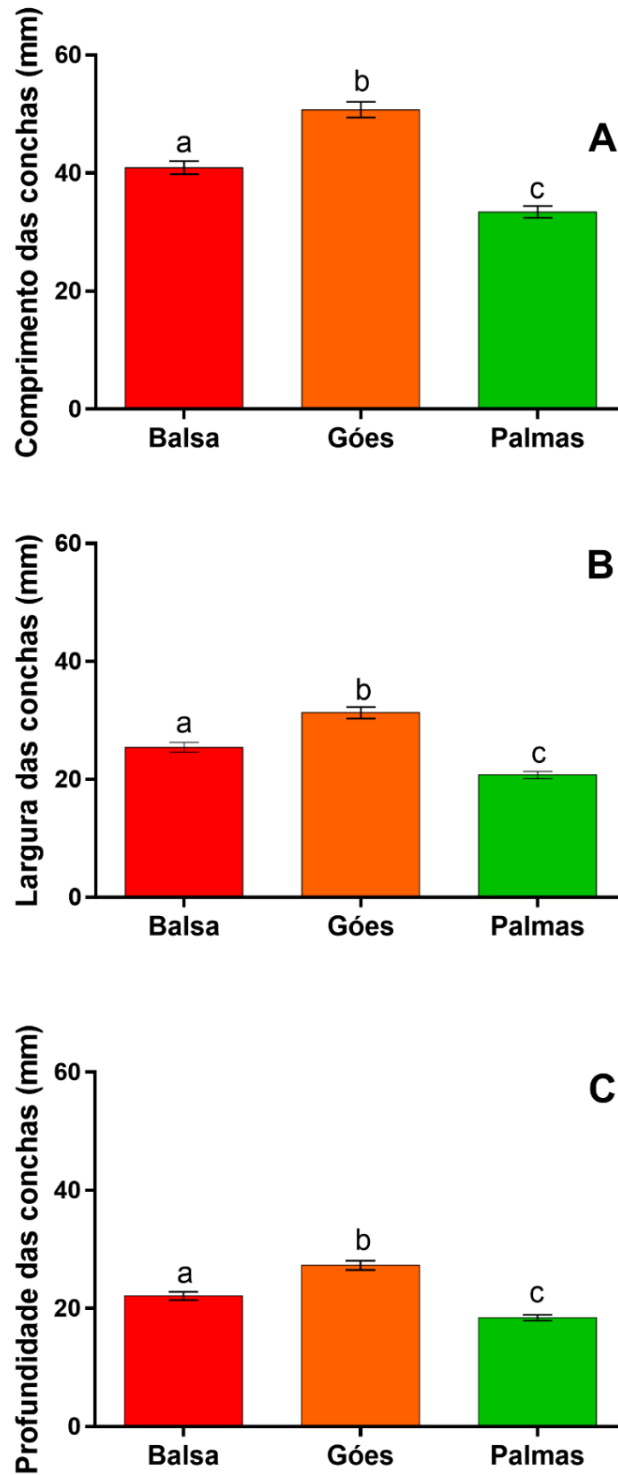 Comprimento das conchas (mm)
60
40
20
0
a
b
c
A
Balsa Góes Palmas
Largura das conchas (mm)
60
40
20
0
a
b
c
B
Balsa Góes Palmas
Profundidade das conchas (mm)
60
40
20
0
a
b
c
C
Balsa Góes Palmas